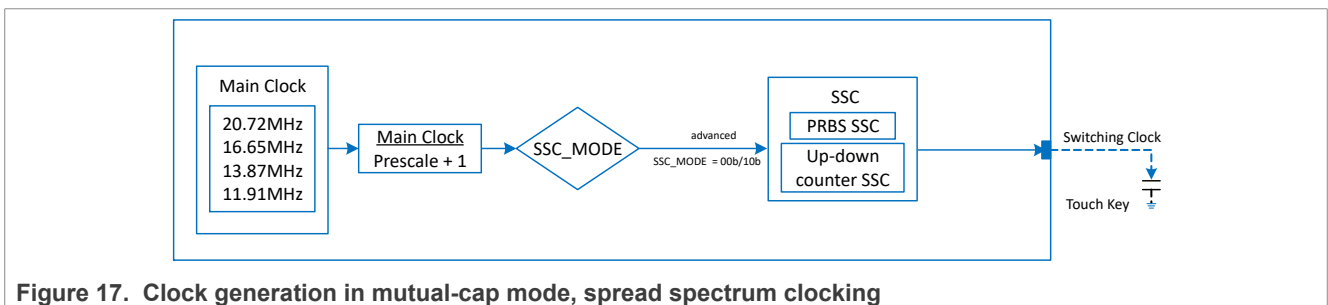 Main Clock
20.72MHz
16.65MHz
13.87MHz
11.91MHz
Main Clock
Prescale + 1
SSC_MODE
advanced
SSC_MODE = 00b/10b
SSC
PRBS SSC
Up-down
counter SSC
Switching Clock
Touch Key
Figure 17. Clock generation in mutual-cap mode, spread spectrum clocking